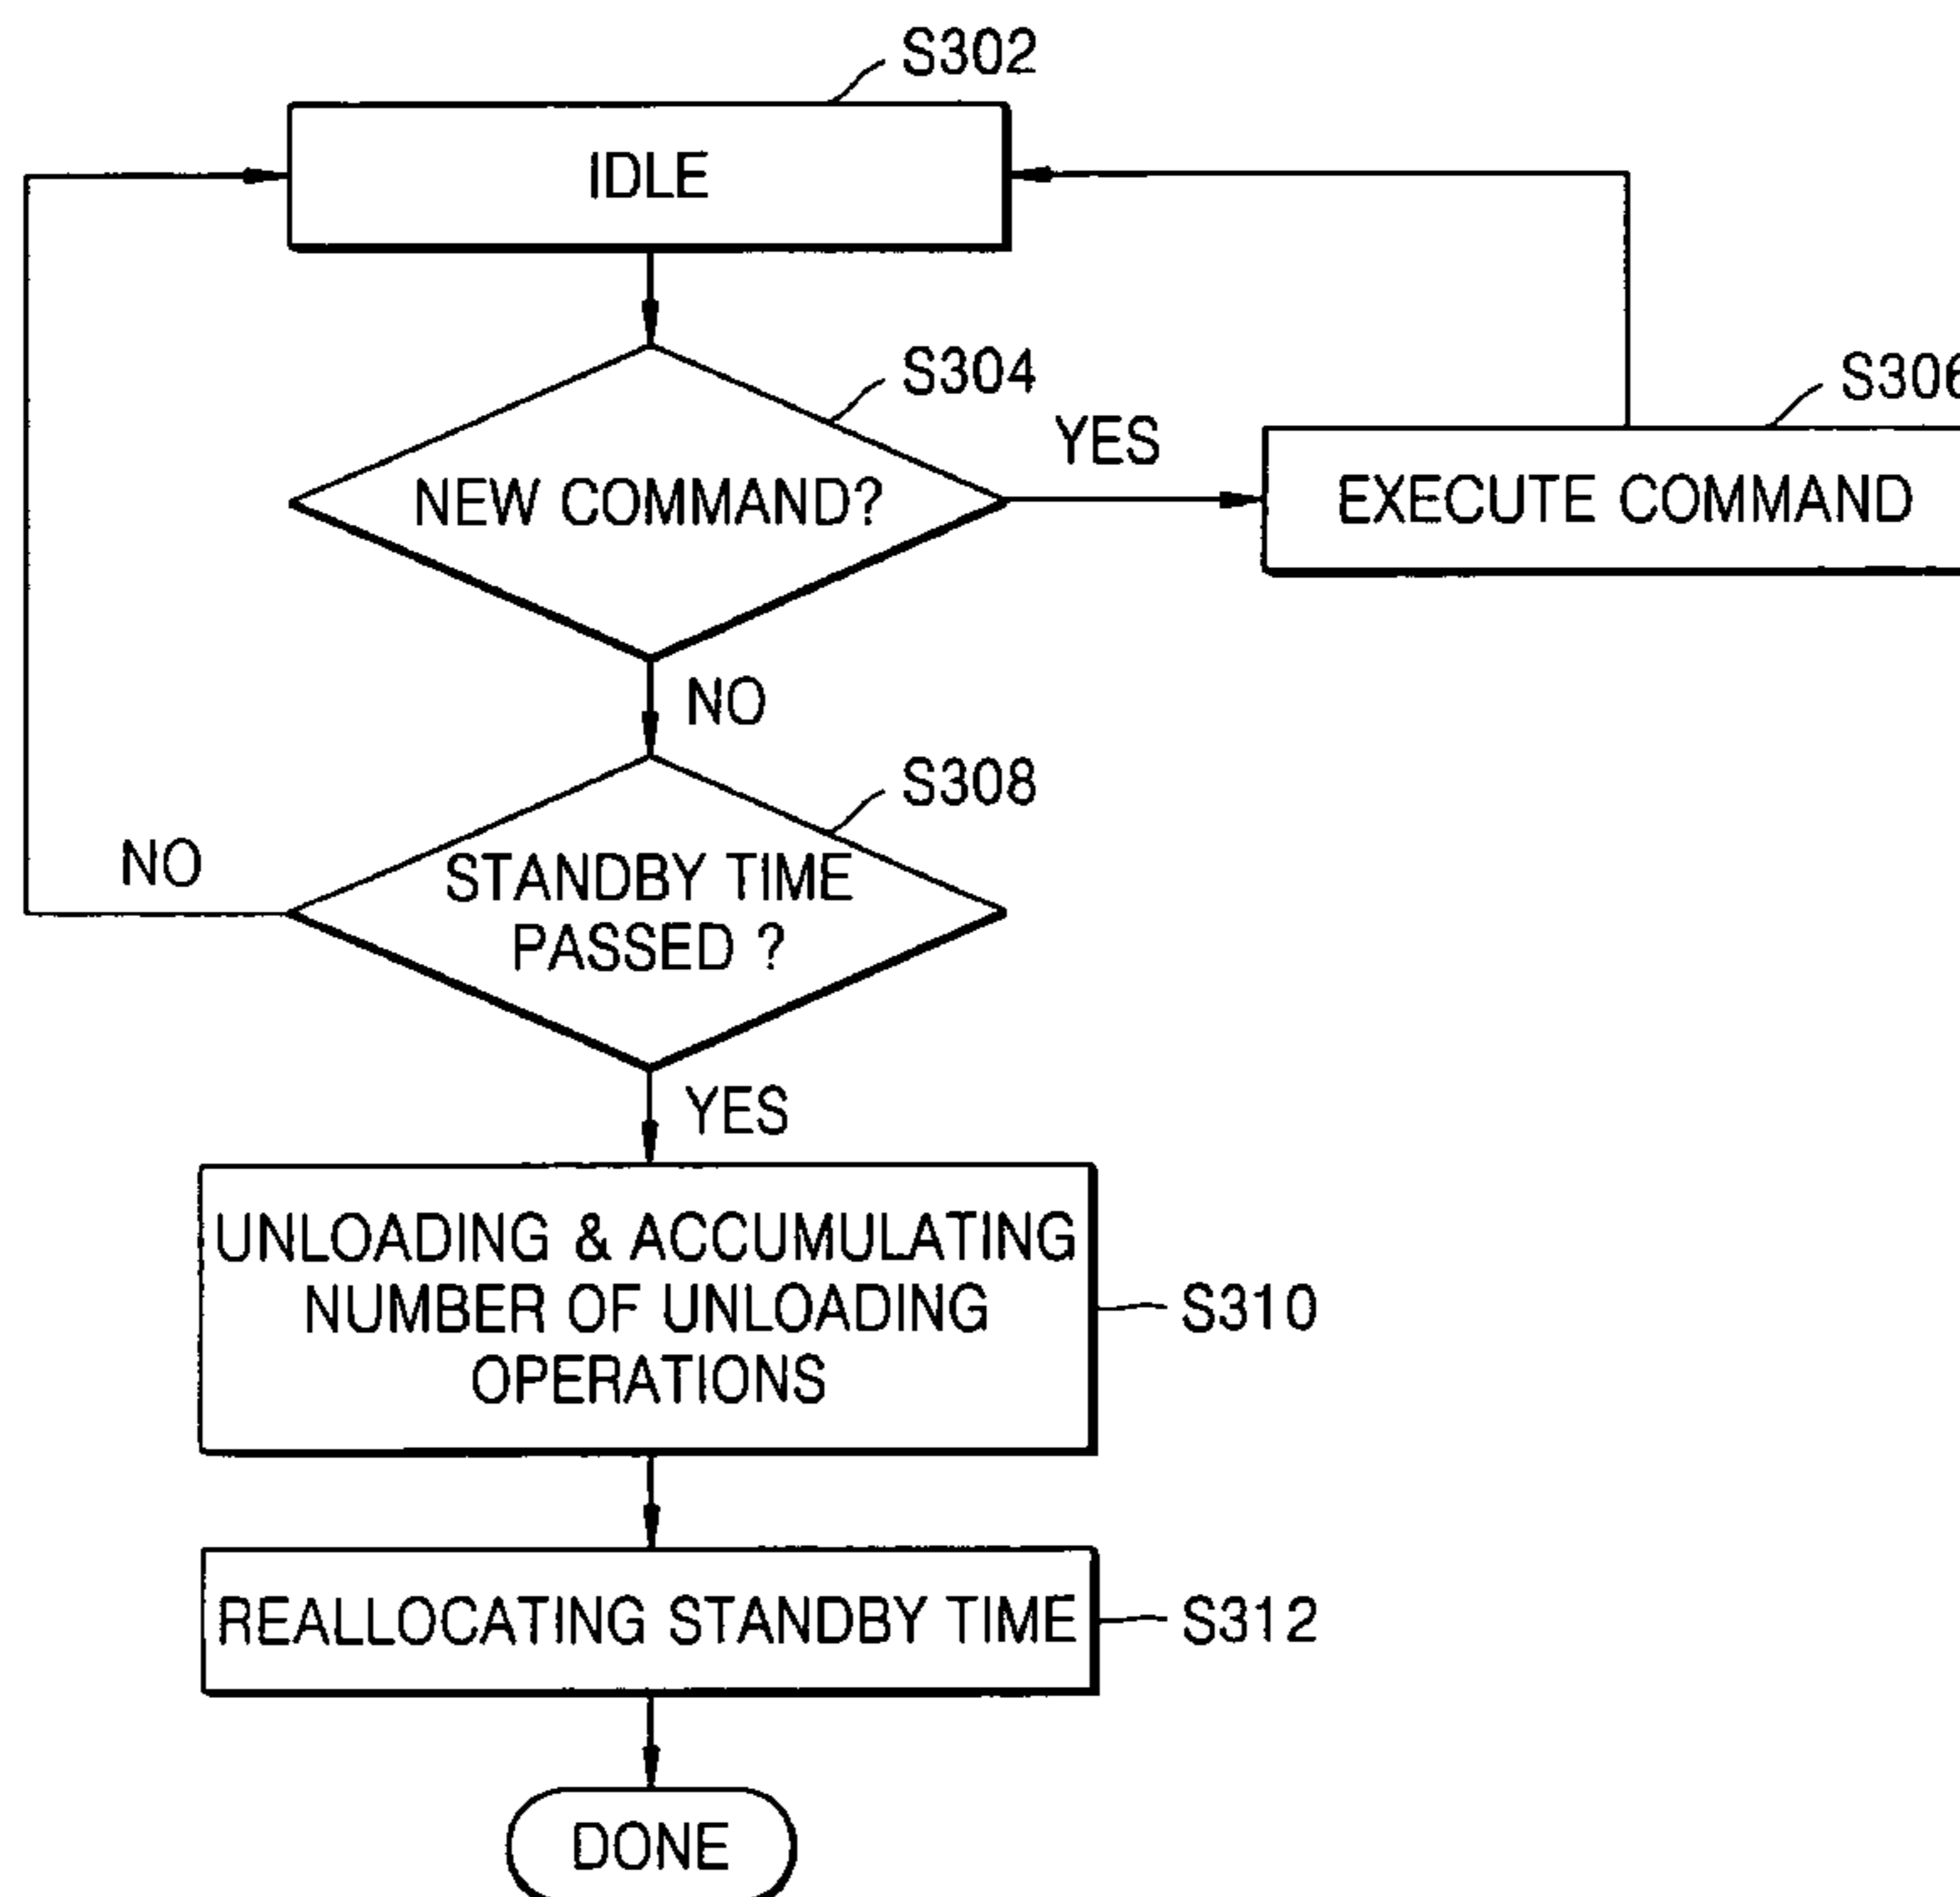 S302
IDLE
S304
NEW COMMAND?
YES
S306
EXECUTE COMMAND
NO
S308
STANDBY TIME
PASSED ?
NO
YES
UNLOADING & ACCUMULATING
NUMBER OF UNLOADING
OPERATIONS
S310
REALLOCATING STANDBY TIME
S312
DONE